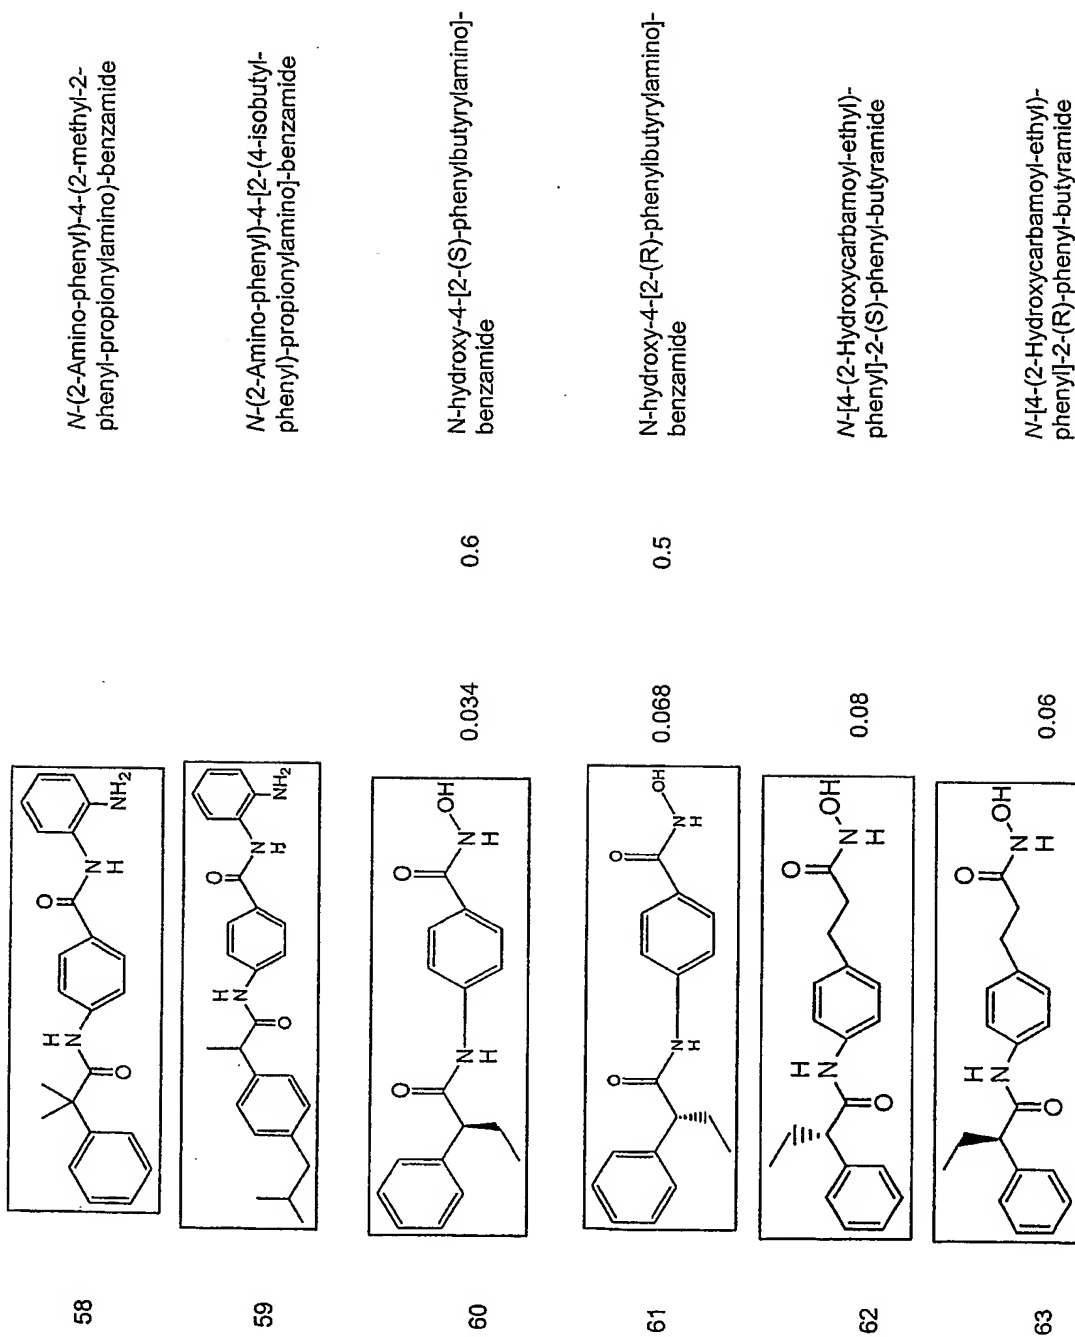 58
H
N
O
O
N
H
NH₂
N-(2-Amino-phenyl)-4-(2-methyl-2-
phenyl-propionylamino)-benzamide
59
H
N
O
O
N
H
NH₂
N-(2-Amino-phenyl)-4-[2-(4-isobutyl-
phenyl)-propionylamino]-benzamide
60
O
N
H
O
N
H
OH
0.034
0.6
N-hydroxy-4-[2-(S)-phenylbutyrylamino]-
benzamide
61
O
N
H
O
N
H
OH
0.068
0.5
N-hydroxy-4-[2-(R)-phenylbutyrylamino]-
benzamide
62
H
N
O
O
N
H
OH
0.08
N-[4-(2-Hydroxycarbamoyl-ethyl)-
phenyl]-2-(S)-phenyl-butyramide
63
H
N
O
O
N
H
OH
0.06
N-[4-(2-Hydroxycarbamoyl-ethyl)-
phenyl]-2-(R)-phenyl-butyramide